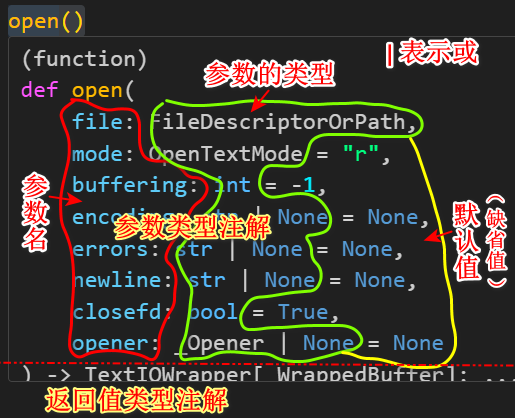 open()
|表示或
(function)
参数的类型
def open(
file: FileDescriptorOrPath,
mode: OpenTextMode = "r",
buffering: int = -1,
encoding: str | None = None,
errors: str | None = None,
newline: str | None = None,
closefd: bool = True,
opener: _Opener | None = None
参数名
参数类型注解
默认值
(缺省值)
) -> TextIOWrapper[_WrappedBuffer]: ...
返回值类型注解